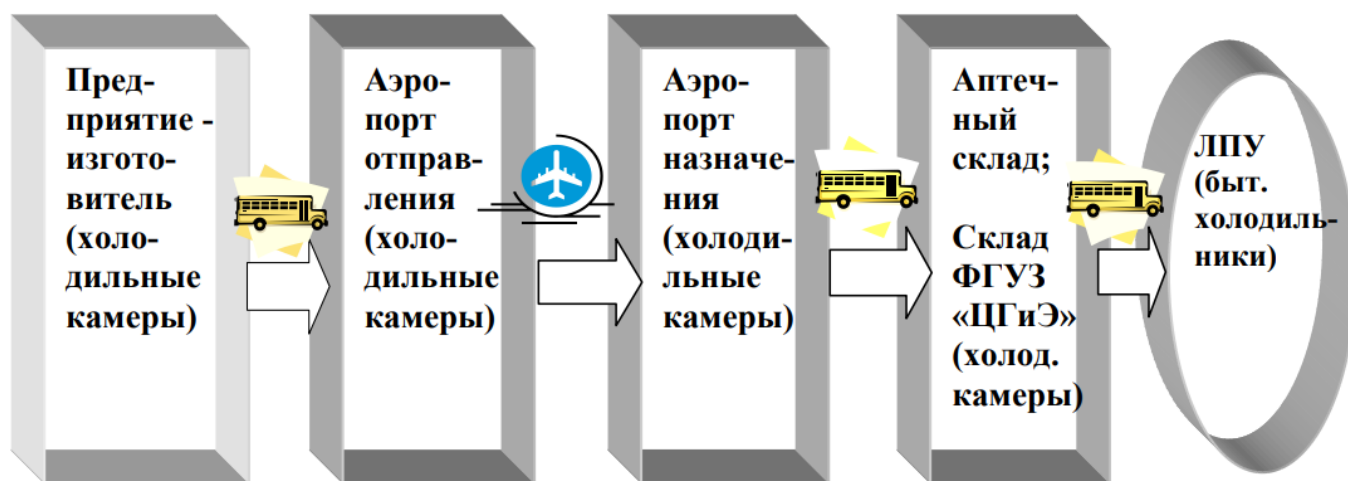 Пред-
приятие -
изгото-
витель
(холо-
дильные
камеры)
Аэро-
порт
отправ-
ления
(холо-
дильные
камеры)
Аэро-
порт
назначе-
ния
(холоди-
льные
камеры)
Аптеч-
ный
склад;
Склад
ФГУЗ
«ЦГиЭ»
(холод.
камеры)
ЛПУ
(быт.
холодиль-
ники)